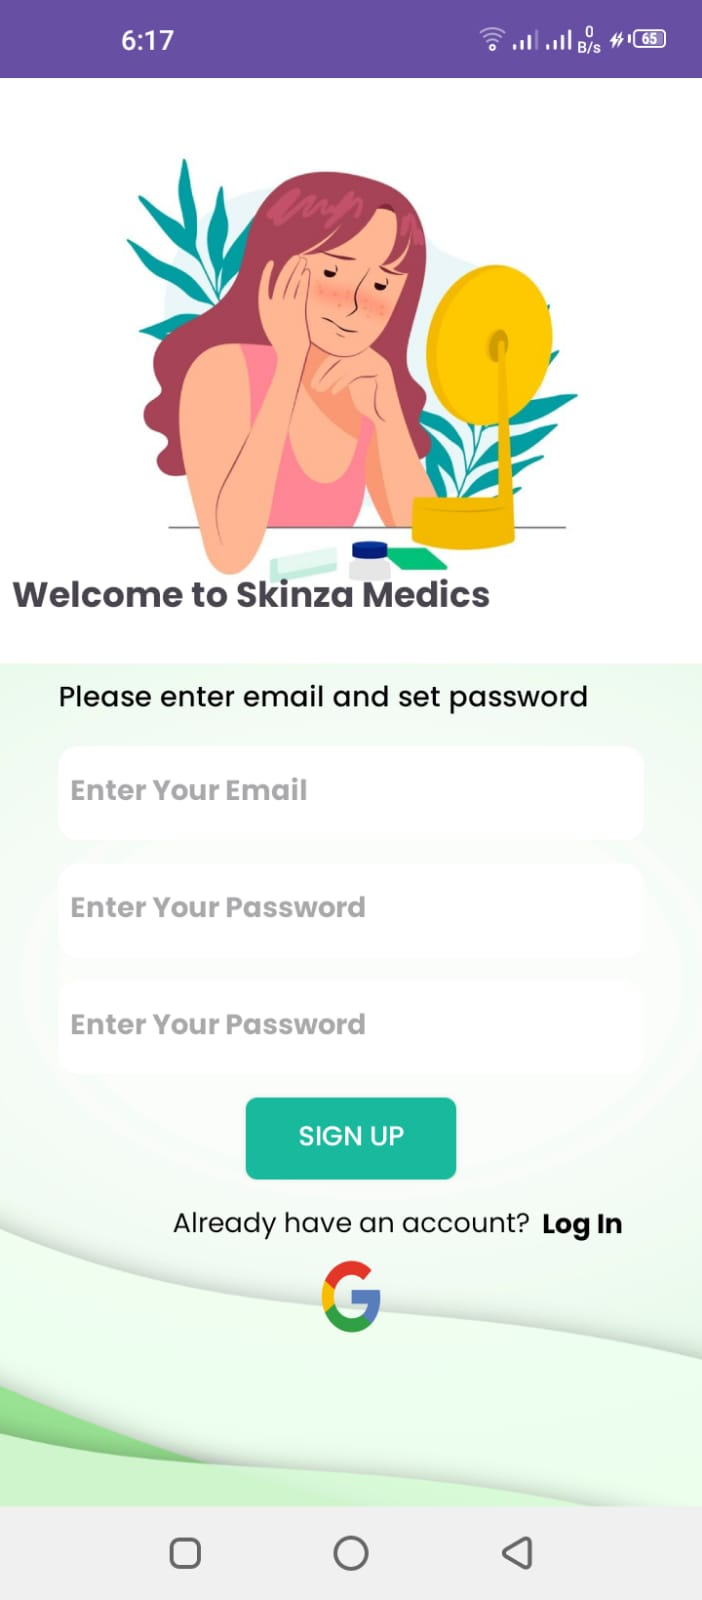 6:17
0
B/s
65
Welcome to Skinza Medics
Please enter email and set password
Enter Your Email
Enter Your Password
Enter Your Password
SIGN UP
Already have an account? Log In
G